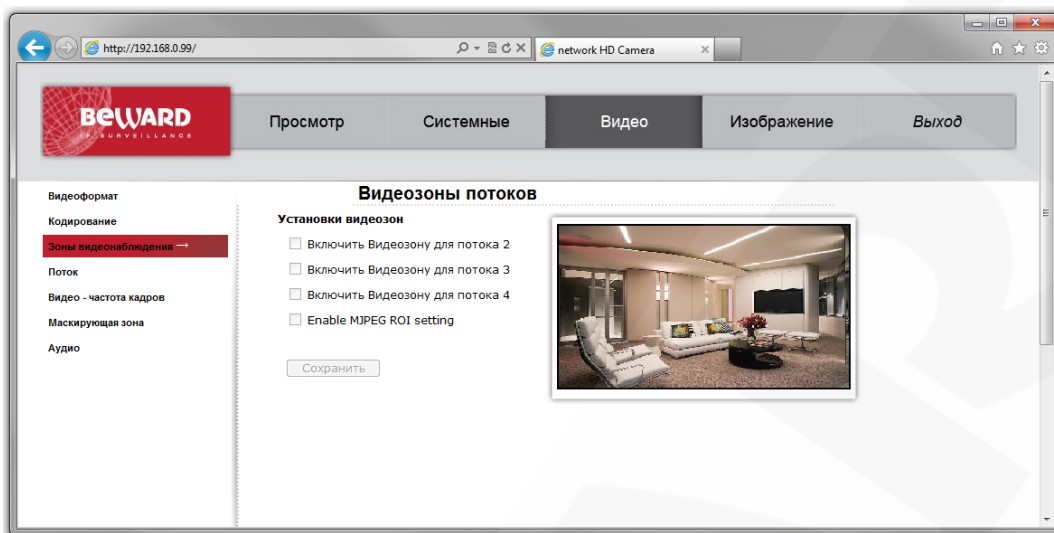 http://192.168.0.99/
network HD Camera
BEWARD
IP SURVEILLANCE
Просмотр
Системные
Видео
Изображение
Выход
Видеоформат
Кодирование
Зоны видеонаблюдения →
Поток
Видео - частота кадров
Маскирующая зона
Аудио
Видеозоны потоков
Установки видеозон
Включить Видеозону для потока 2
Включить Видеозону для потока 3
Включить Видеозону для потока 4
Enable MJPEG ROI setting
Сохранить